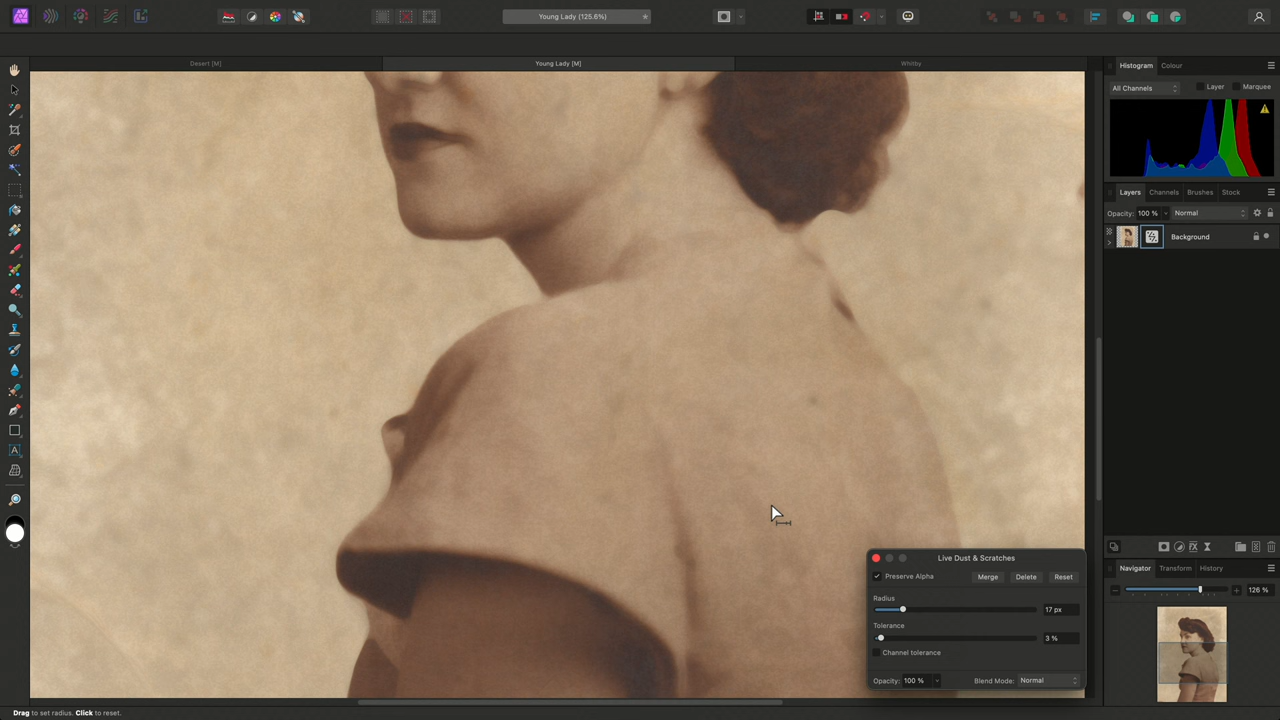 Young Lady (125.6%)
Desert [M]
Young Lady [M]
Whitby
Histogram
Colour
All Channels
Layer
Marquee
Layers
Channels
Brushes
Stock
Opacity:
100 %
Normal
Background
Live Dust & Scratches
Preserve Alpha
Merge
Delete
Reset
Radius
17 px
Tolerance
3 %
Channel tolerance
Opacity:
100 %
Blend Mode:
Normal
Navigator
Transform
History
126 %
Drag to set radius. Click to reset.